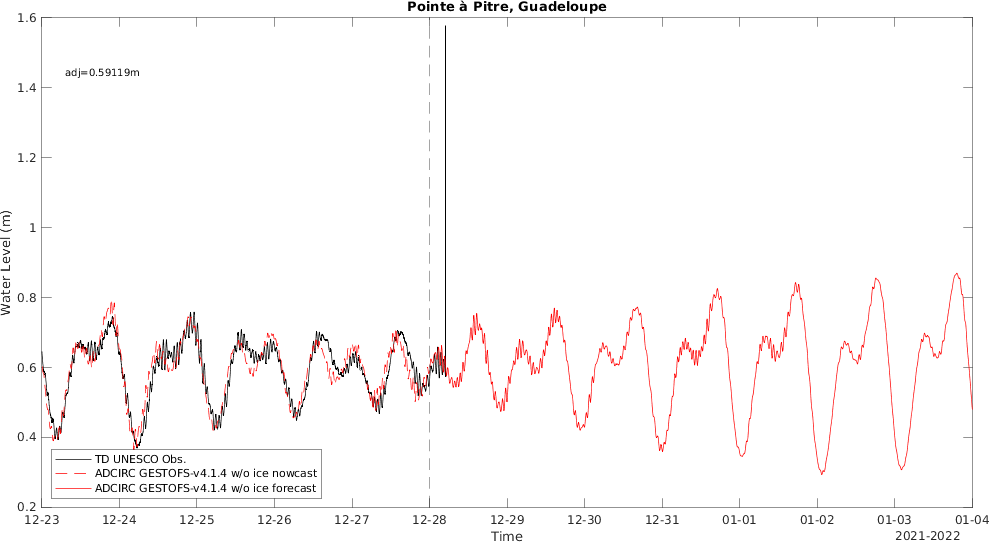 Pointe à Pitre, Guadeloupe
1.6
adj=0.59119m
1.4
1.2
1
0.8
0.6
0.4
0.2
Water Level (m)
TD UNESCO Obs.
ADCIRC GESTOFS-v4.1.4 w/o ice nowcast
ADCIRC GESTOFS-v4.1.4 w/o ice forecast
12-23 12-24 12-25 12-26 12-27 12-28 12-29 12-30 12-31 01-01 01-02 01-03 01-04
Time
2021-2022